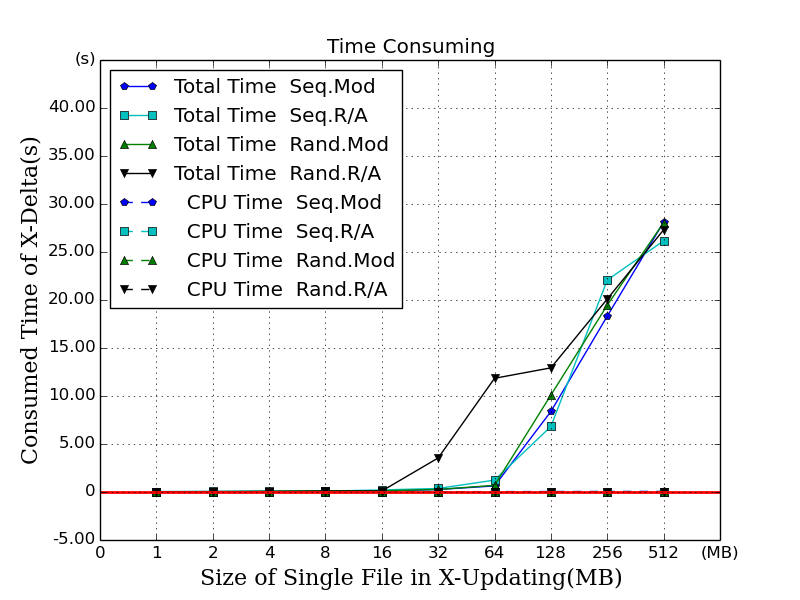 Time Consuming
(s)
40.00
35.00
30.00
25.00
20.00
15.00
10.00
5.00
0
-5.00
Consumed Time of X-Delta(s)
Total Time  Seq.Mod
Total Time  Seq.R/A
Total Time  Rand.Mod
Total Time  Rand.R/A
CPU Time  Seq.Mod
CPU Time  Seq.R/A
CPU Time  Rand.Mod
CPU Time  Rand.R/A
0 1 2 4 8 16 32 64 128 256 512 (MB)
Size of Single File in X-Updating(MB)